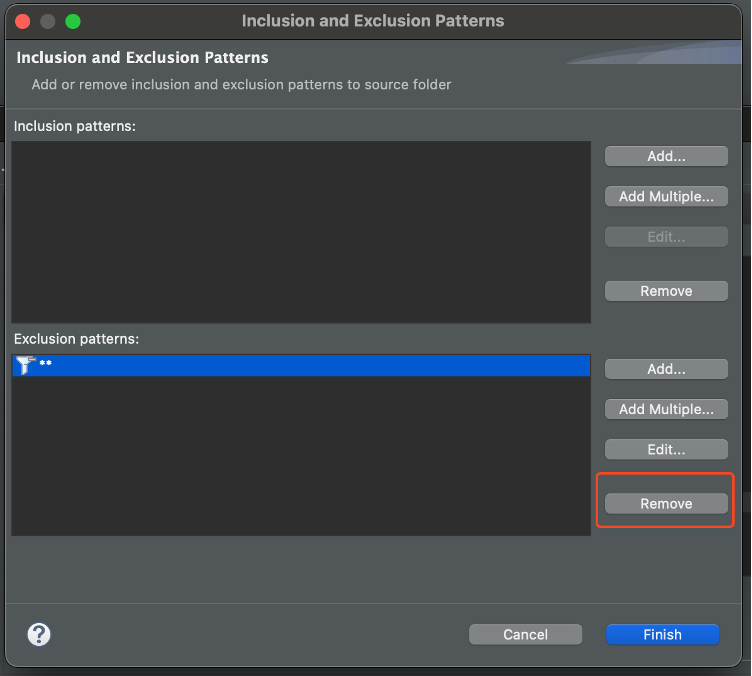 Inclusion and Exclusion Patterns
Inclusion and Exclusion Patterns
Add or remove inclusion and exclusion patterns to source folder
Inclusion patterns:
Add...
Add Multiple...
Edit...
Remove
Exclusion patterns:
**
Add...
Add Multiple...
Edit...
Remove
?
Cancel
Finish